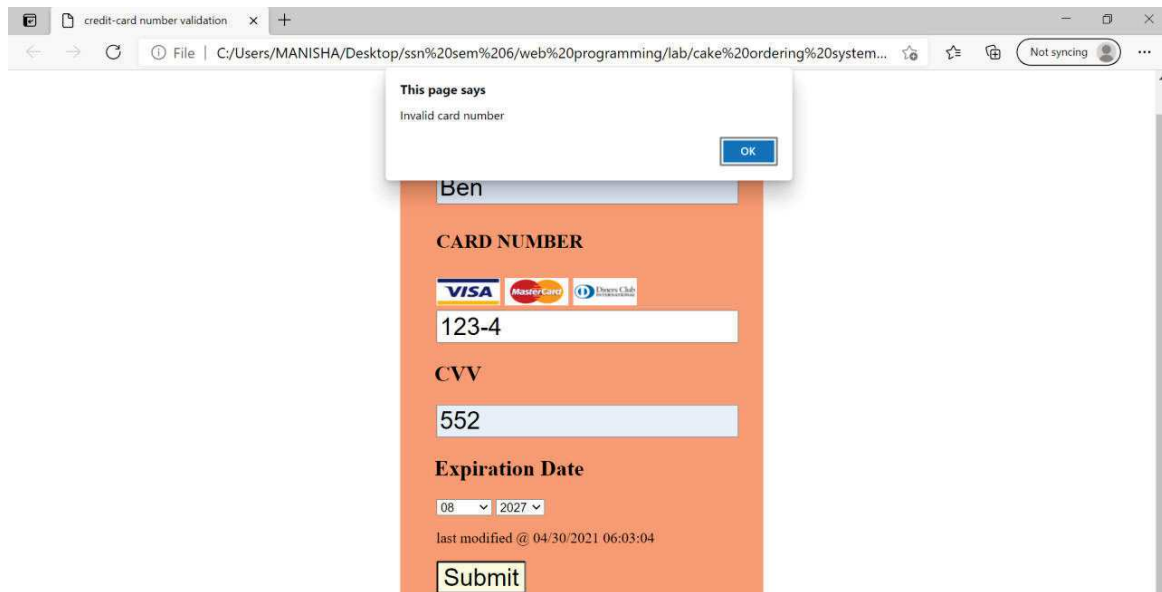 credit-card number validation
File | C:/Users/MANISHA/Desktop/ssn%20sem%206/web%20programming/lab/cake%20ordering%20system...
Not syncing
This page says
Invalid card number
OK
Ben
CARD NUMBER
VISA MasterCard Diners Club INTERNATIONAL
123-4
CVV
552
Expiration Date
08 2027
last modified @ 04/30/2021 06:03:04
Submit